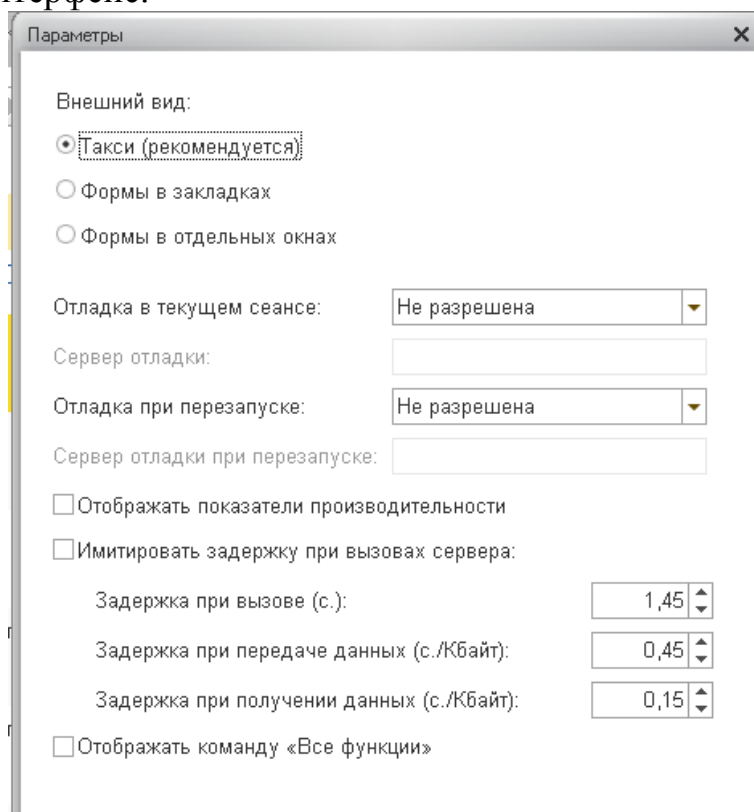 Параметры
Внешний вид:
Такси (рекомендуется)
Формы в закладках
Формы в отдельных окнах
Отладка в текущем сеансе: Не разрешена
Сервер отладки:
Отладка при перезапуске: Не разрешена
Сервер отладки при перезапуске:
Отображать показатели производительности
Имитировать задержку при вызовах сервера:
Задержка при вызове (с.): 1,45
Задержка при передаче данных (с./Кбайт): 0,45
Задержка при получении данных (с./Кбайт): 0,15
Отображать команду «Все функции»